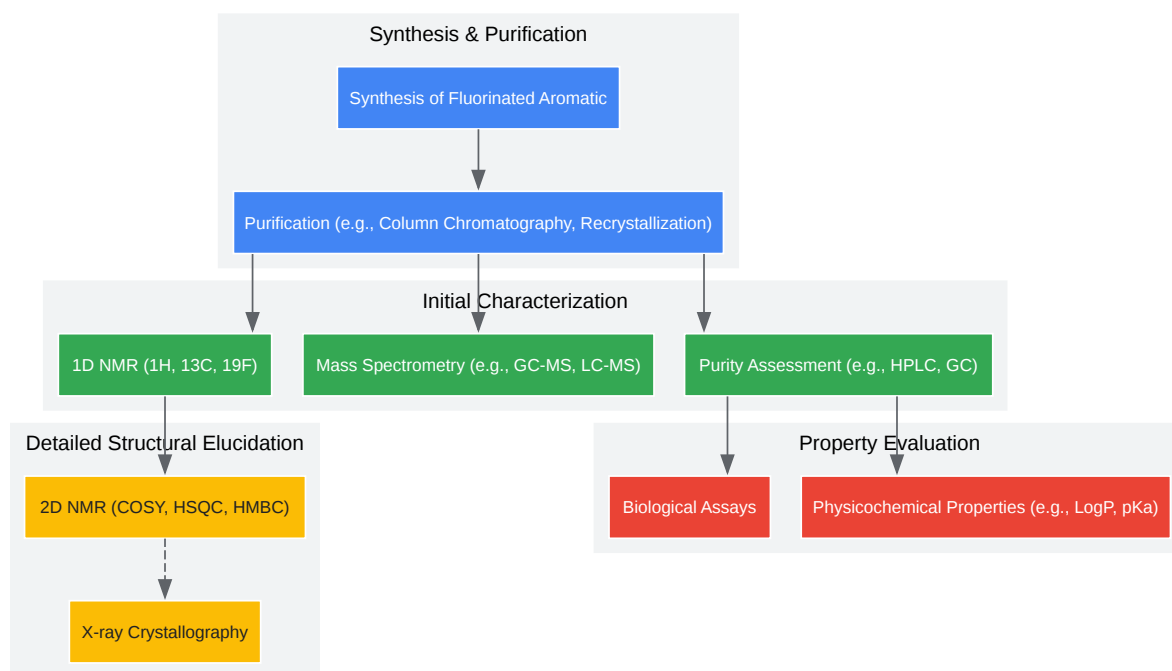 Synthesis & Purification
Synthesis of Fluorinated Aromatic
Purification (e.g., Column Chromatography, Recrystallization)
Initial Characterization
1D NMR (1H, 13C, 19F)
Mass Spectrometry (e.g., GC-MS, LC-MS)
Purity Assessment (e.g., HPLC, GC)
Detailed Structural Elucidation
Property Evaluation
2D NMR (COSY, HSQC, HMBC)
Biological Assays
Physicochemical Properties (e.g., LogP, pKa)
X-ray Crystallography